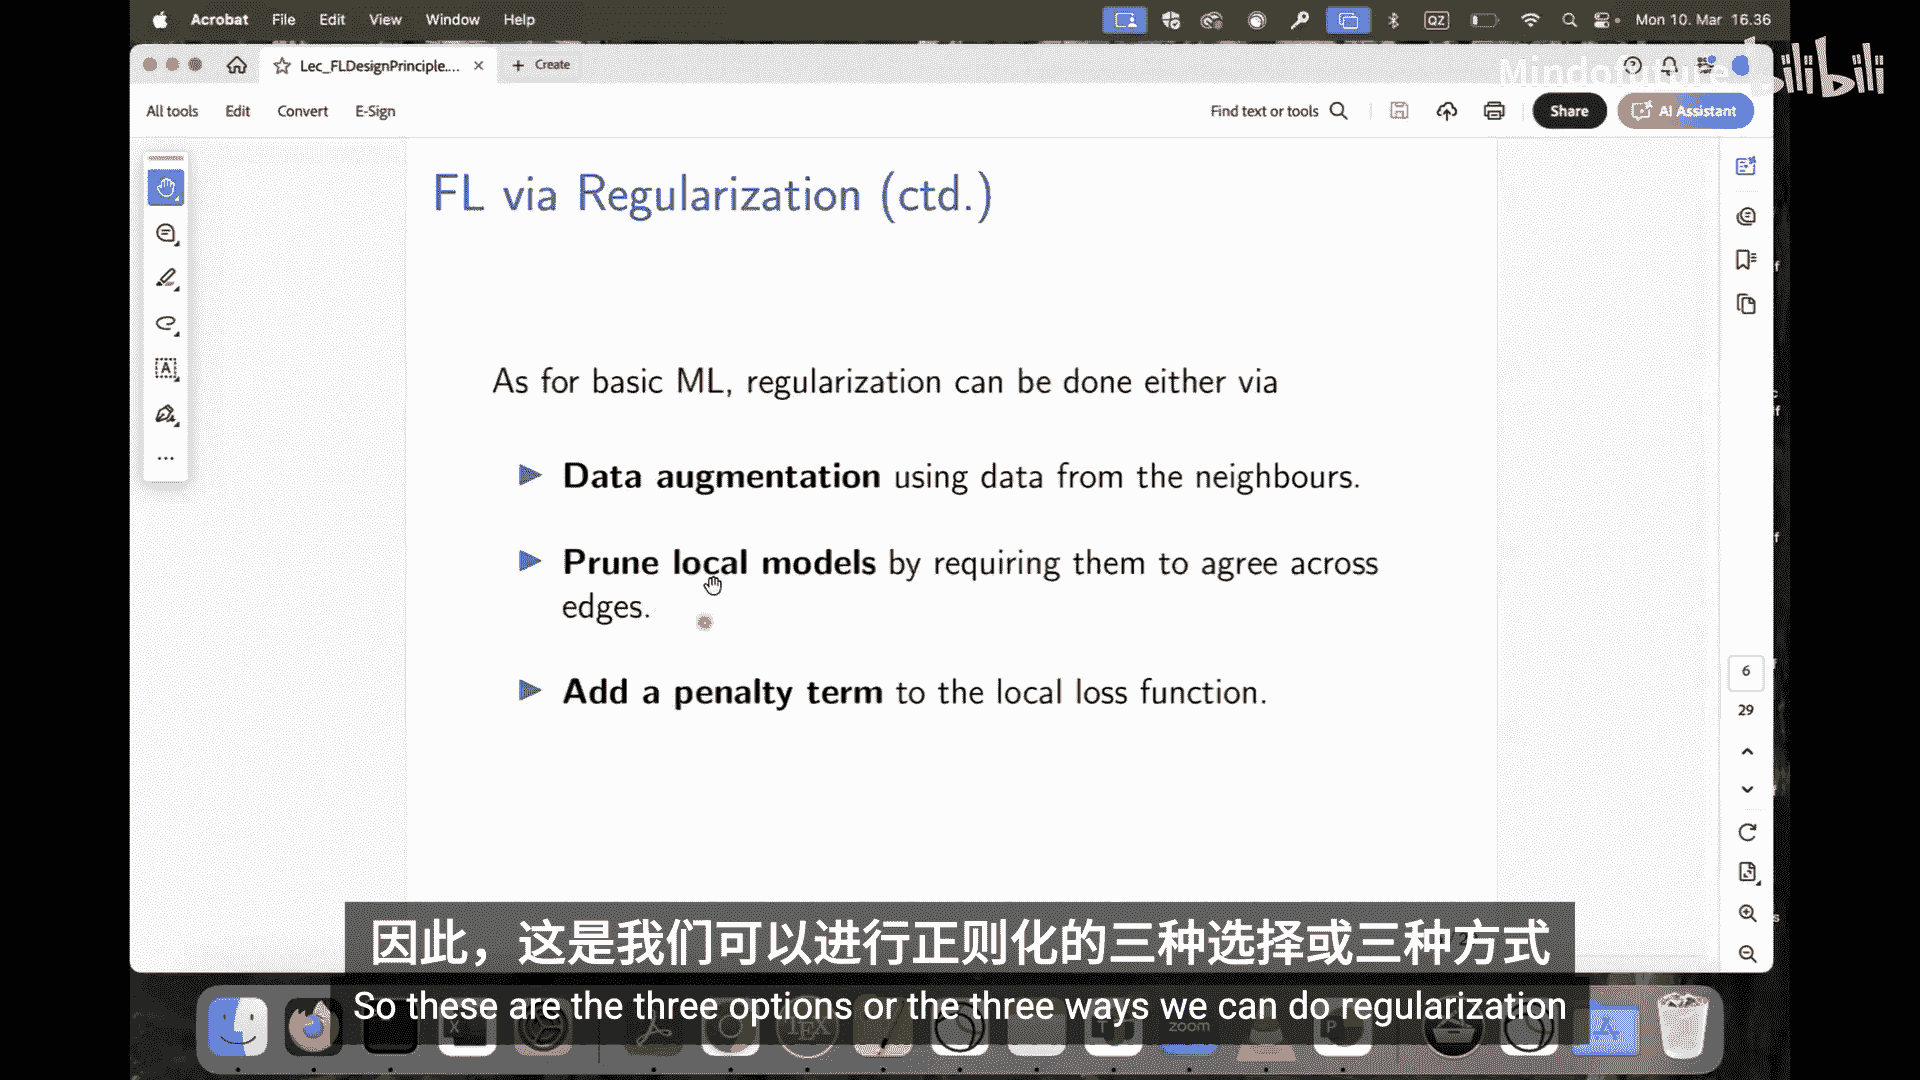 Acrobat File Edit View Window Help QZ Mon 10. Mar 16.36
Lec_FLDesignPrinciple.... × + Create
Mindofuture bilibili
All tools Edit Convert E-Sign Find text or tools Share AI Assistant
FL via Regularization (ctd.)
As for basic ML, regularization can be done either via
Data augmentation using data from the neighbours.
Prune local models by requiring them to agree across
edges.
Add a penalty term to the local loss function.
6
29
因此，这是我们可以进行正则化的三种选择或三种方式
So these are the three options or the three ways we can do regularization
zoom